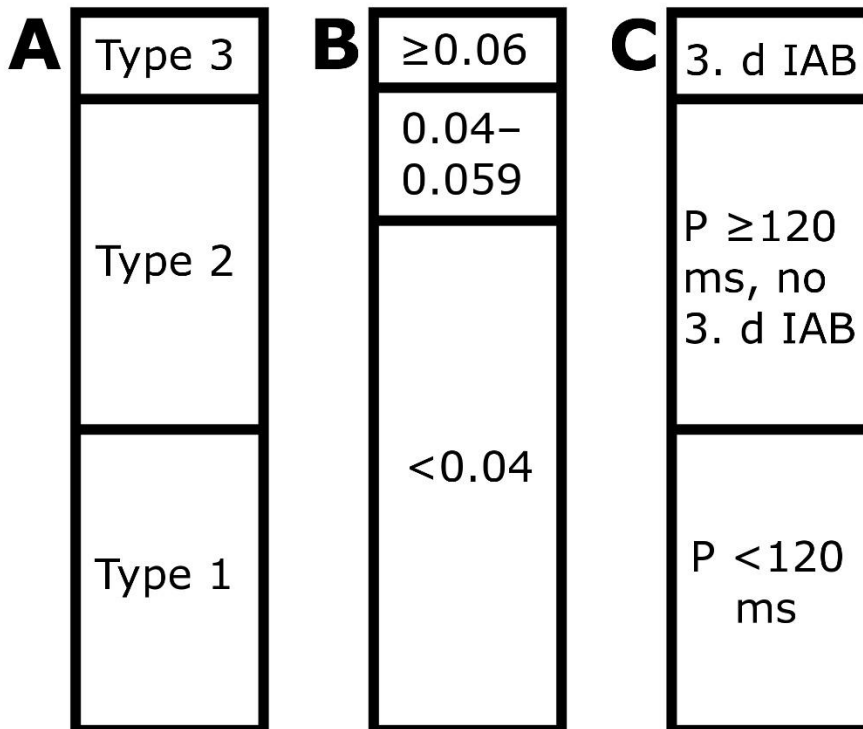 A
Type 3
Type 2
Type 1
B
≥0.06
0.04–
0.059
<0.04
C
3. d IAB
P ≥120
ms, no
3. d IAB
P <120
ms